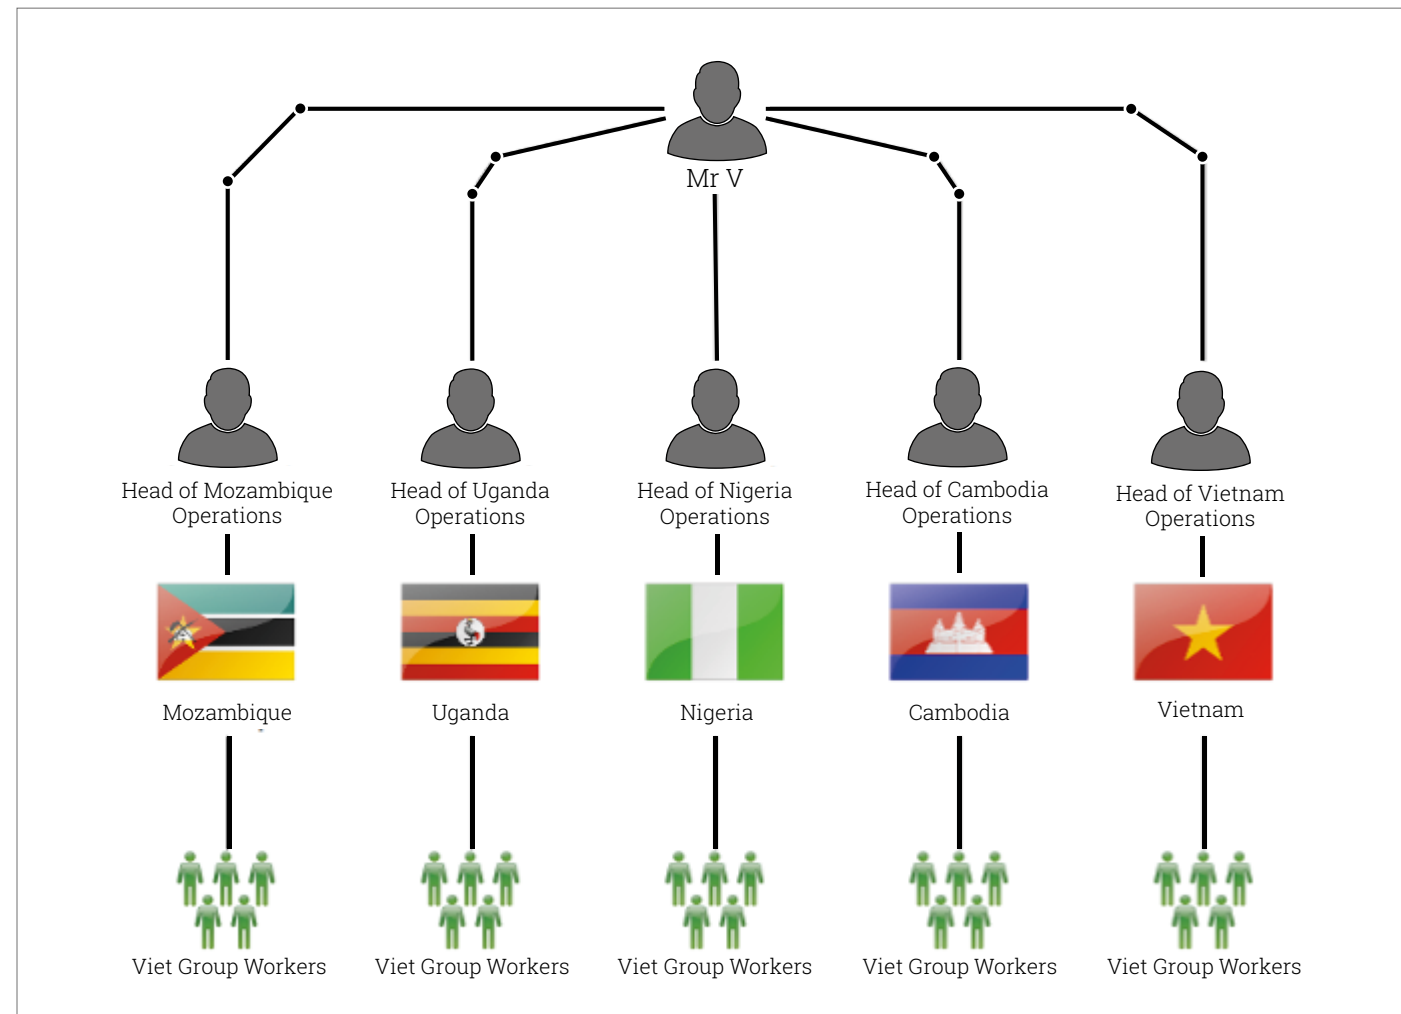 Mr V
Head of Mozambique
Operations
Head of Uganda
Operations
Head of Nigeria
Operations
Head of Cambodia
Operations
Head of Vietnam
Operations
Mozambique
Uganda
Nigeria
Cambodia
Vietnam
Viet Group Workers
Viet Group Workers
Viet Group Workers
Viet Group Workers
Viet Group Workers